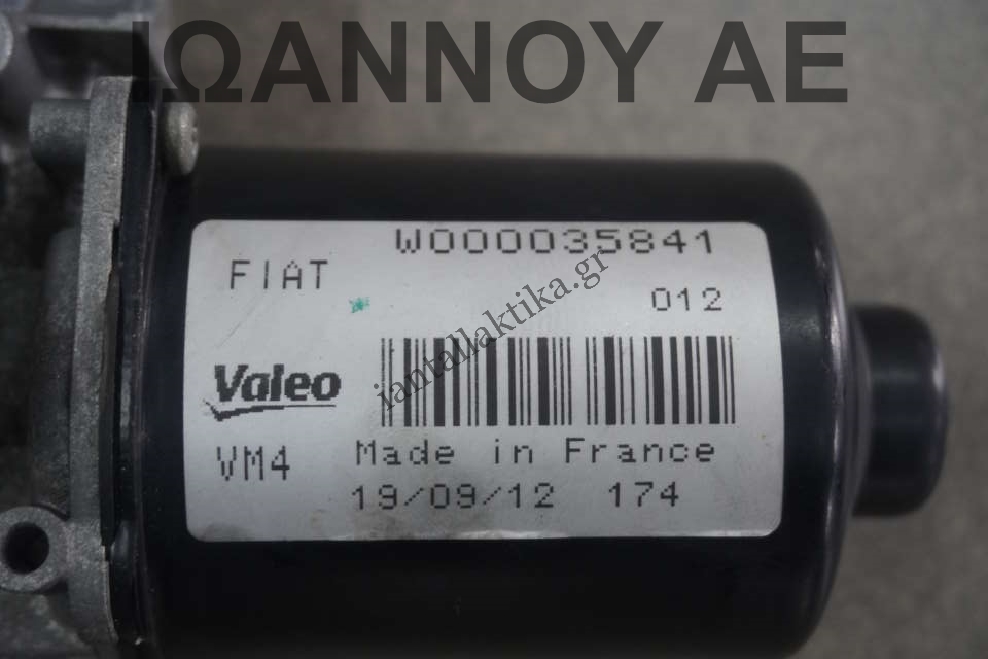 ΙΩΑΝΝΟΥ ΑΕ
W000035841
FIAT
012
iantallaktika.gr
Valeo
VM4
Made in France
19/09/12 174